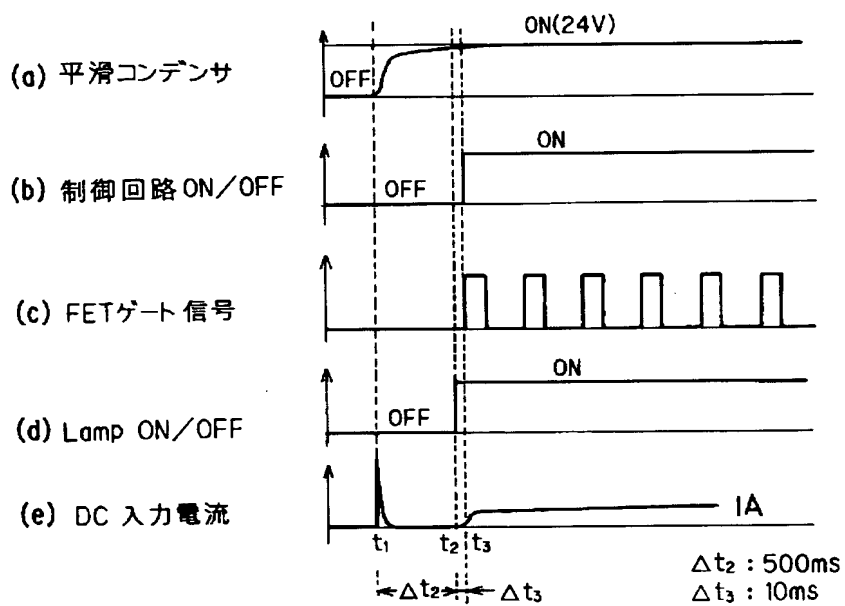 ON(24V)
(a) 平滑コンデンサ
OFF
ON
(b) 制御回路 ON/OFF
OFF
(c) FETゲート信号
ON
(d) Lamp ON/OFF
OFF
(e) DC 入力電流
1A
t1 t2 t3
Δt2 Δt3
Δt2 : 500ms
Δt3 : 10ms